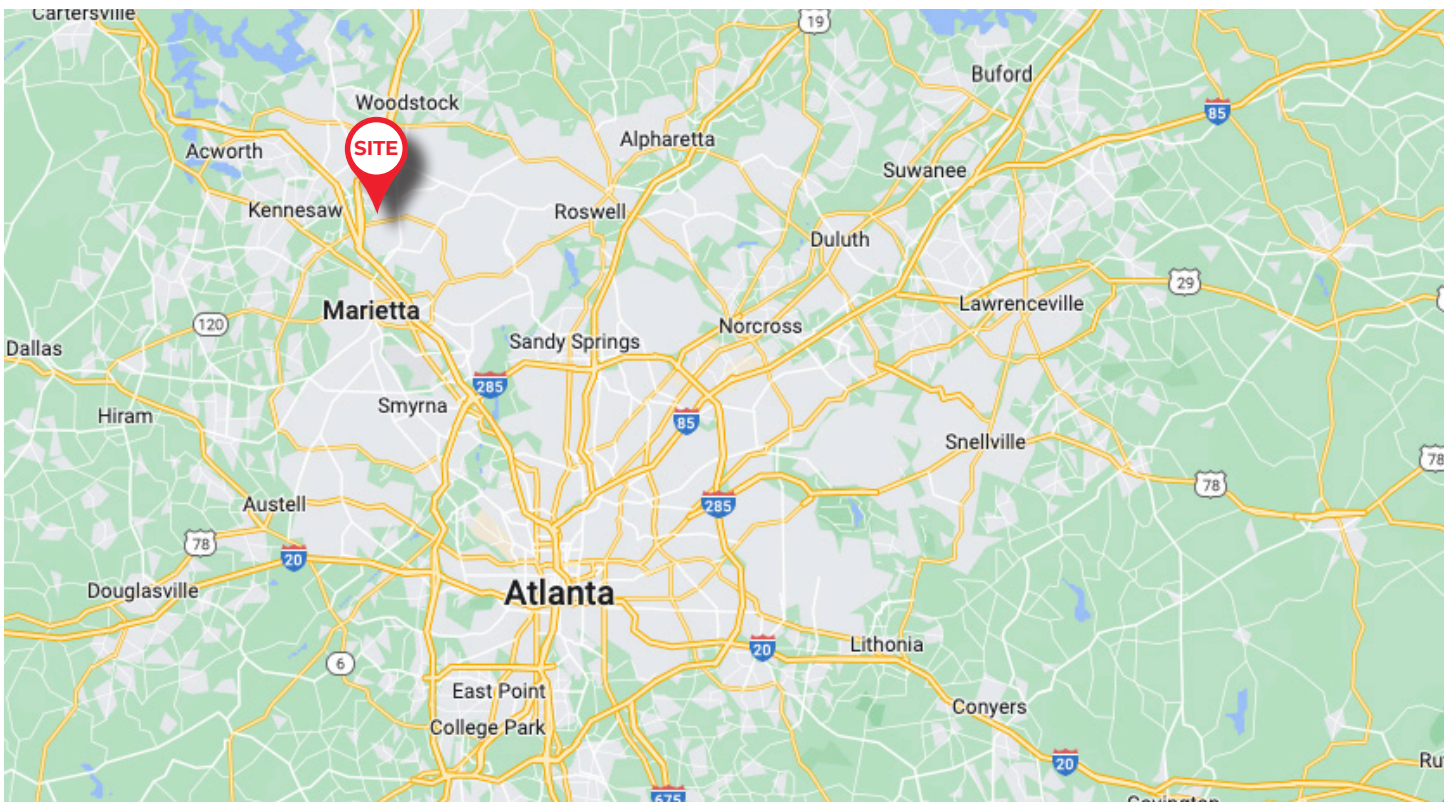 Cartersville
19
Buford
Woodstock
85
Alpharetta
SITE
Acworth
Suwanee
Kennesaw
Roswell
Duluth
29
Lawrenceville
Marietta
120
Norcross
Sandy Springs
Dallas
285
Smyrna
Hiram
85
Snellville
78
78
Austell
285
78
20
Douglasville
Atlanta
Lithonia
20
6
East Point
Conyers
College Park
20
Ru
675
Covington